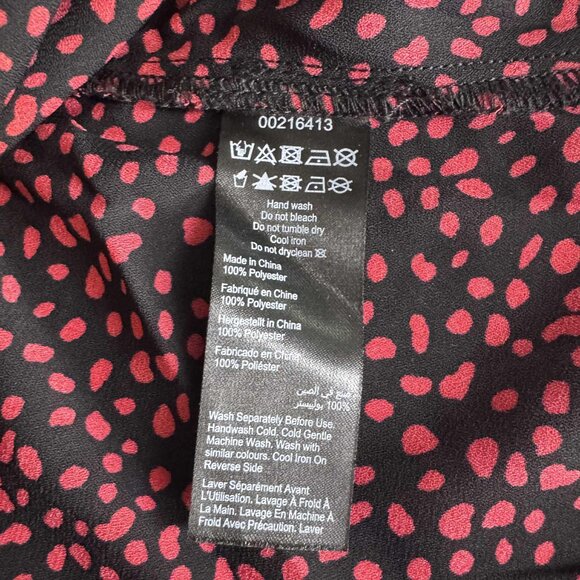 00216413
Hand wash
Do not bleach
Do not tumble dry
Cool iron
Do not dryclean
Made in China
100% Polyester
Fabriqué en Chine
100% Polyester
Hergestellt in China
100% Polyester
Fabricado en China
100% Poliéster
صنع في الصين
100% بوليستر
Wash Separately Before Use.
Handwash Cold. Cold Gentle
Machine Wash. Wash with
similar colours. Cool Iron On
Reverse Side
Laver Séparément Avant
L'Utilisation. Lavage À Froid À
La Main. Lavage En Machine À
Froid Avec Précaution. Laver